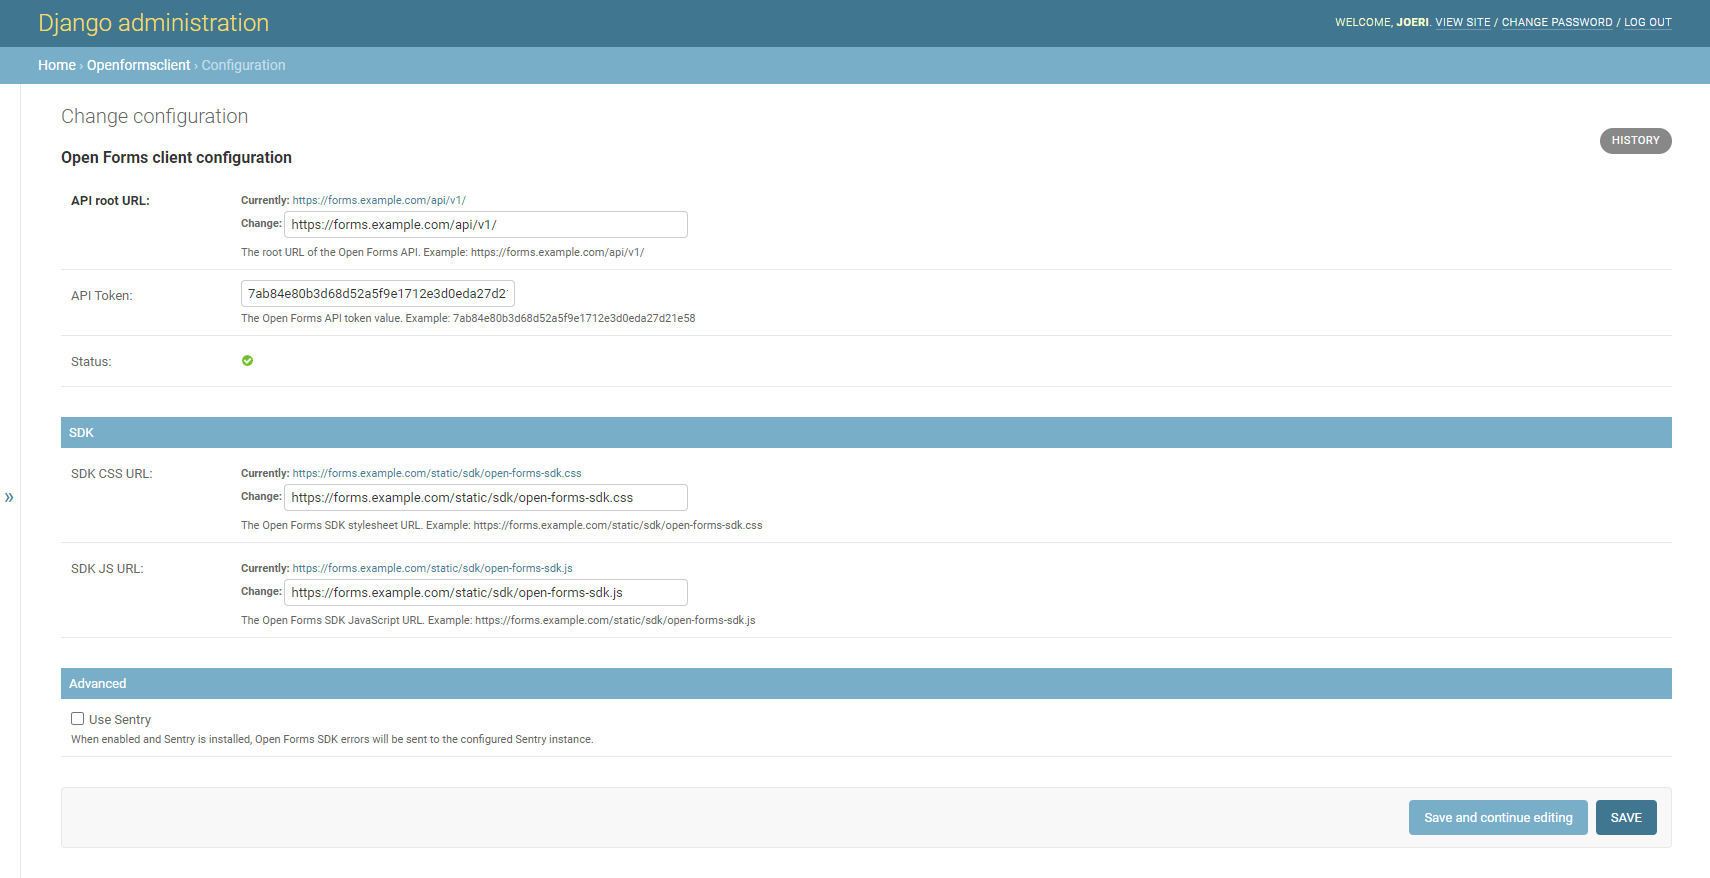 Django administration
WELCOME, JOERI. VIEW SITE / CHANGE PASSWORD / LOG OUT
Home › Openformsclient › Configuration
Change configuration
HISTORY
Open Forms client configuration
API root URL:
Currently: https://forms.example.com/api/v1/
Change: https://forms.example.com/api/v1/
The root URL of the Open Forms API. Example: https://forms.example.com/api/v1/
API Token:
7ab84e80b3d68d52a5f9e1712e3d0eda27d2
The Open Forms API token value. Example: 7ab84e80b3d68d52a5f9e1712e3d0eda27d21e58
Status:
SDK
SDK CSS URL:
Currently: https://forms.example.com/static/sdk/open-forms-sdk.css
Change: https://forms.example.com/static/sdk/open-forms-sdk.css
The Open Forms SDK stylesheet URL. Example: https://forms.example.com/static/sdk/open-forms-sdk.css
»
SDK JS URL:
Currently: https://forms.example.com/static/sdk/open-forms-sdk.js
Change: https://forms.example.com/static/sdk/open-forms-sdk.js
The Open Forms SDK JavaScript URL. Example: https://forms.example.com/static/sdk/open-forms-sdk.js
Advanced
Use Sentry
When enabled and Sentry is installed, Open Forms SDK errors will be sent to the configured Sentry instance.
Save and continue editing
SAVE